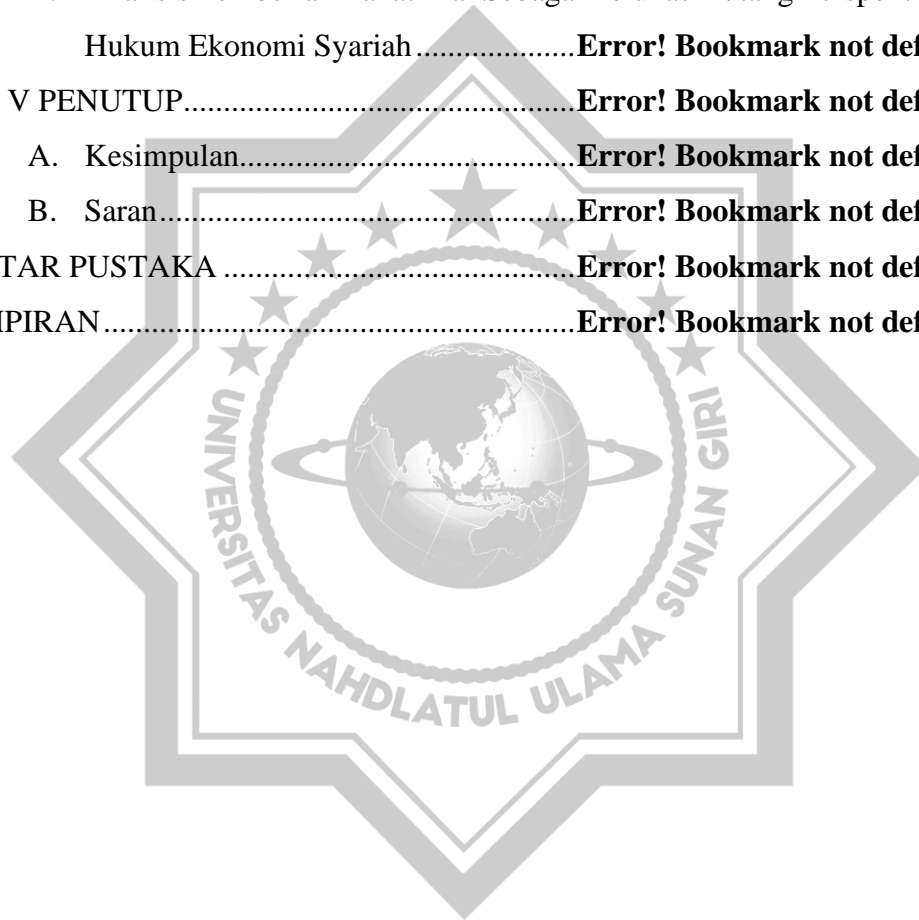 Hukum Ekonomi Syariah...................Error! Bookmark not def
V PENUTUP..............................................Error! Bookmark not def
A. Kesimpulan........................................Error! Bookmark not def
B. Saran.................................................Error! Bookmark not def
TAR PUSTAKA..........................................Error! Bookmark not def
IPIRAN.......................................................Error! Bookmark not def
UNIVERSITAS NAHDLATUL ULAMA SUNAN GIRI